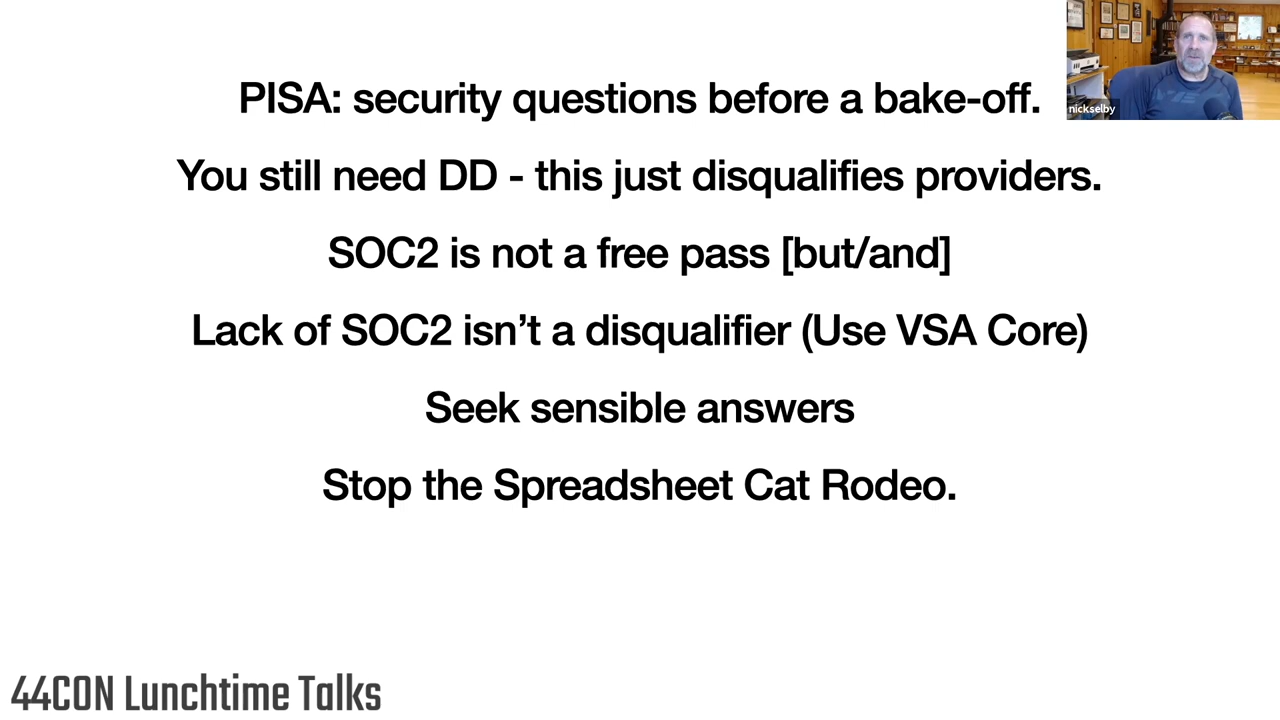 PISA: security questions before a bake-off.
nickselby
You still need DD - this just disqualifies providers.
SOC2 is not a free pass [but/and]
Lack of SOC2 isn’t a disqualifier (Use VSA Core)
Seek sensible answers
Stop the Spreadsheet Cat Rodeo.
44CON Lunchtime Talks